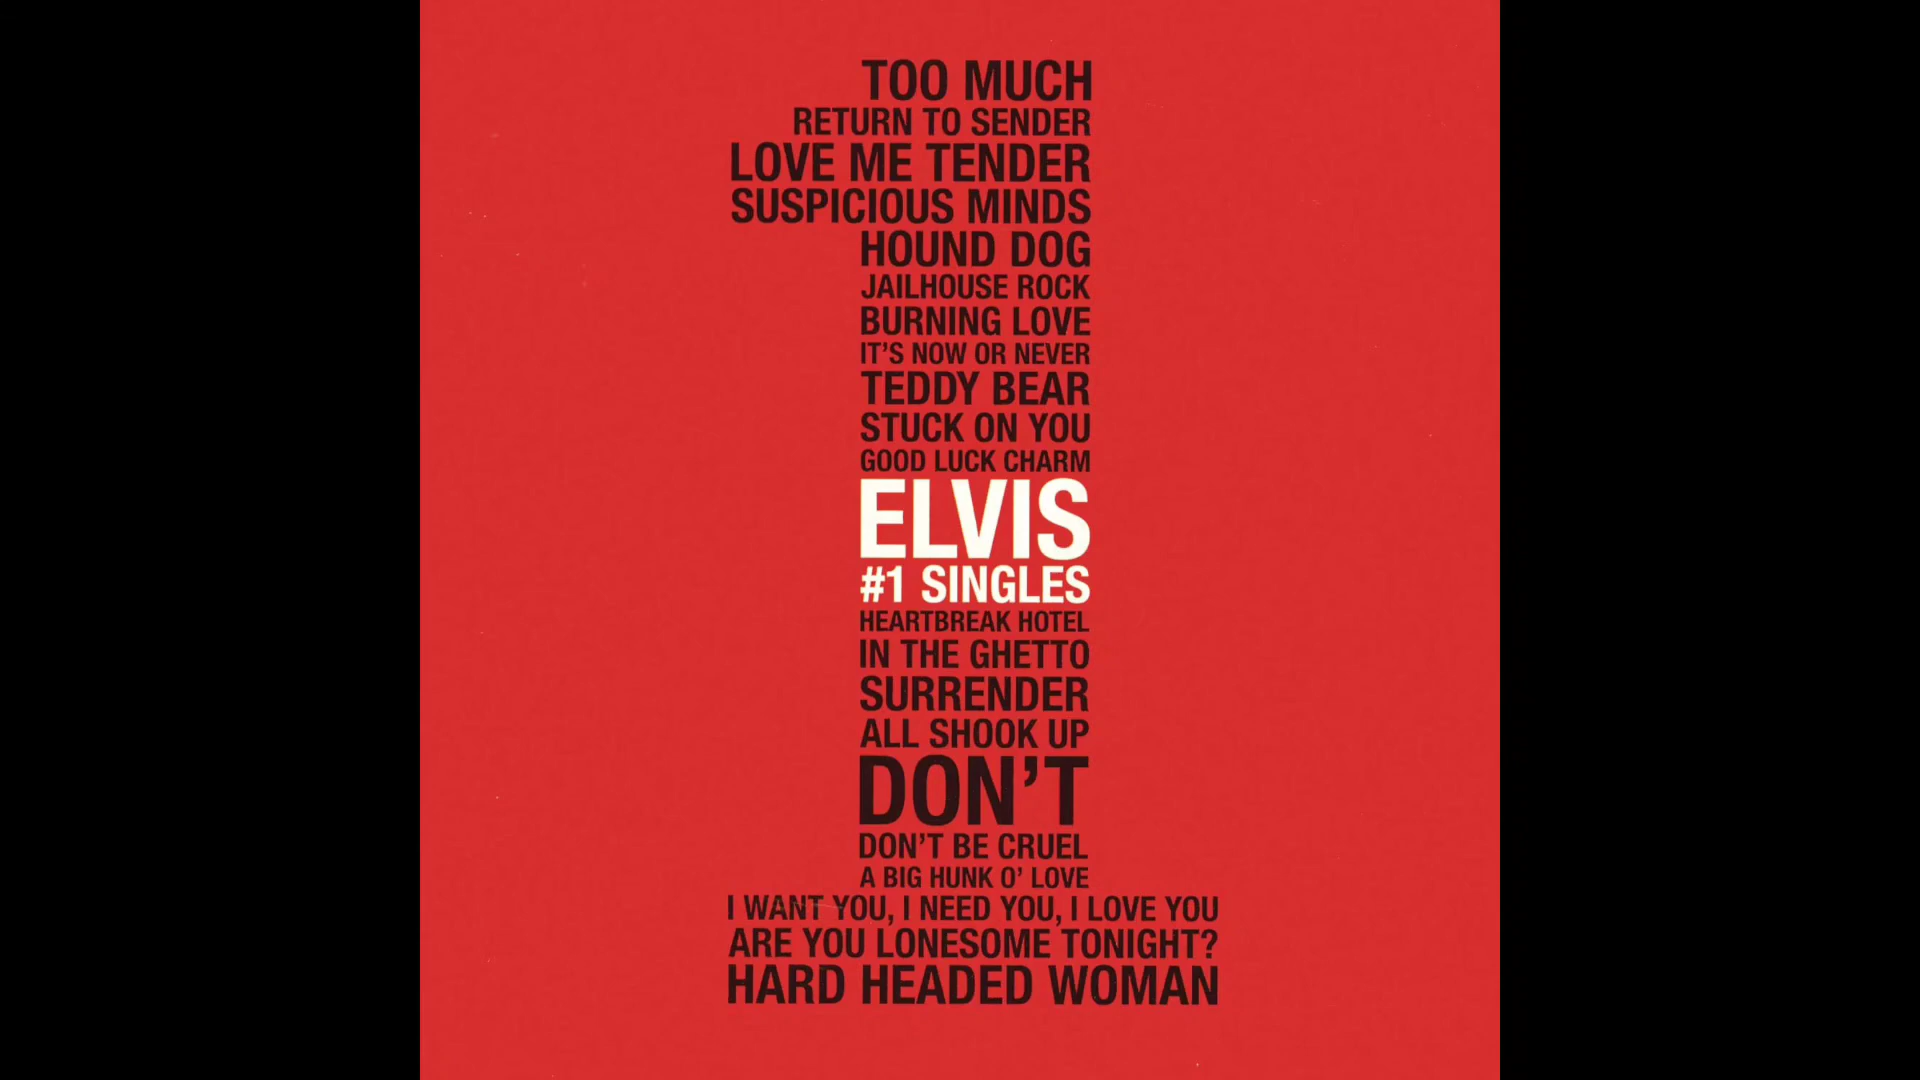 TOO MUCH
RETURN TO SENDER
LOVE ME TENDER
SUSPICIOUS MINDS
HOUND DOG
JAILHOUSE ROCK
BURNING LOVE
IT’S NOW OR NEVER
TEDDY BEAR
STUCK ON YOU
GOOD LUCK CHARM
ELVIS
#1 SINGLES
HEARTBREAK HOTEL
IN THE GHETTO
SURRENDER
ALL SHOOK UP
DON’T
DON’T BE CRUEL
A BIG HUNK O’ LOVE
I WANT YOU, I NEED YOU, I LOVE YOU
ARE YOU LONESOME TONIGHT?
HARD HEADED WOMAN